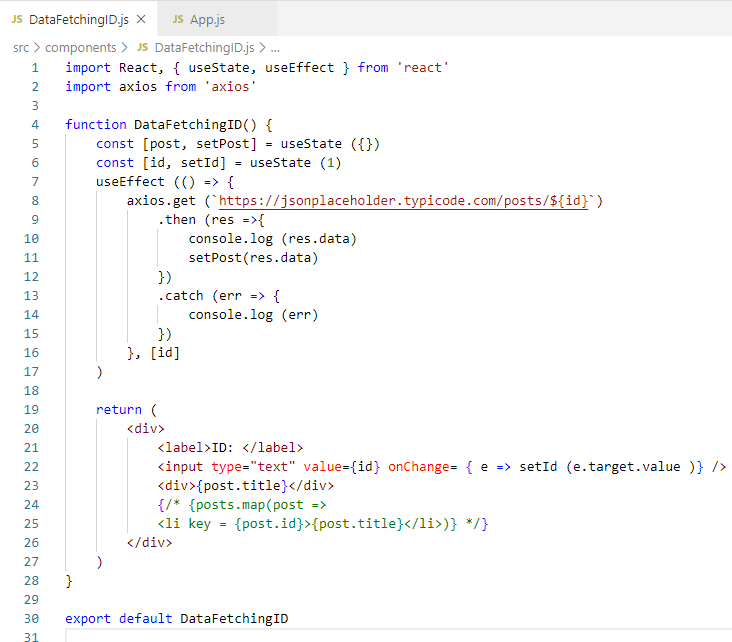 JS DataFetchingID.js × JS App.js
src > components > JS DataFetchingID.js > ...
1 import React, { useState, useEffect } from 'react'
2 import axios from 'axios'
3
4 function DataFetchingID() {
5     const [post, setPost] = useState ({})
6     const [id, setId] = useState (1)
7     useEffect (() => {
8         axios.get (`https://jsonplaceholder.typicode.com/posts/${id}`)
9             .then (res =>{
10                 console.log (res.data)
11                 setPost(res.data)
12             })
13             .catch (err => {
14                 console.log (err)
15             })
16         }, [id]
17     )
18
19     return (
20         <div>
21             <label>ID: </label>
22             <input type="text" value={id} onChange= { e => setId (e.target.value )} />
23             <div>{post.title}</div>
24             {/* {posts.map(post =>
25             <li key = {post.id}>{post.title}</li>)} */}
26         </div>
27     )
28 }
29
30 export default DataFetchingID
31